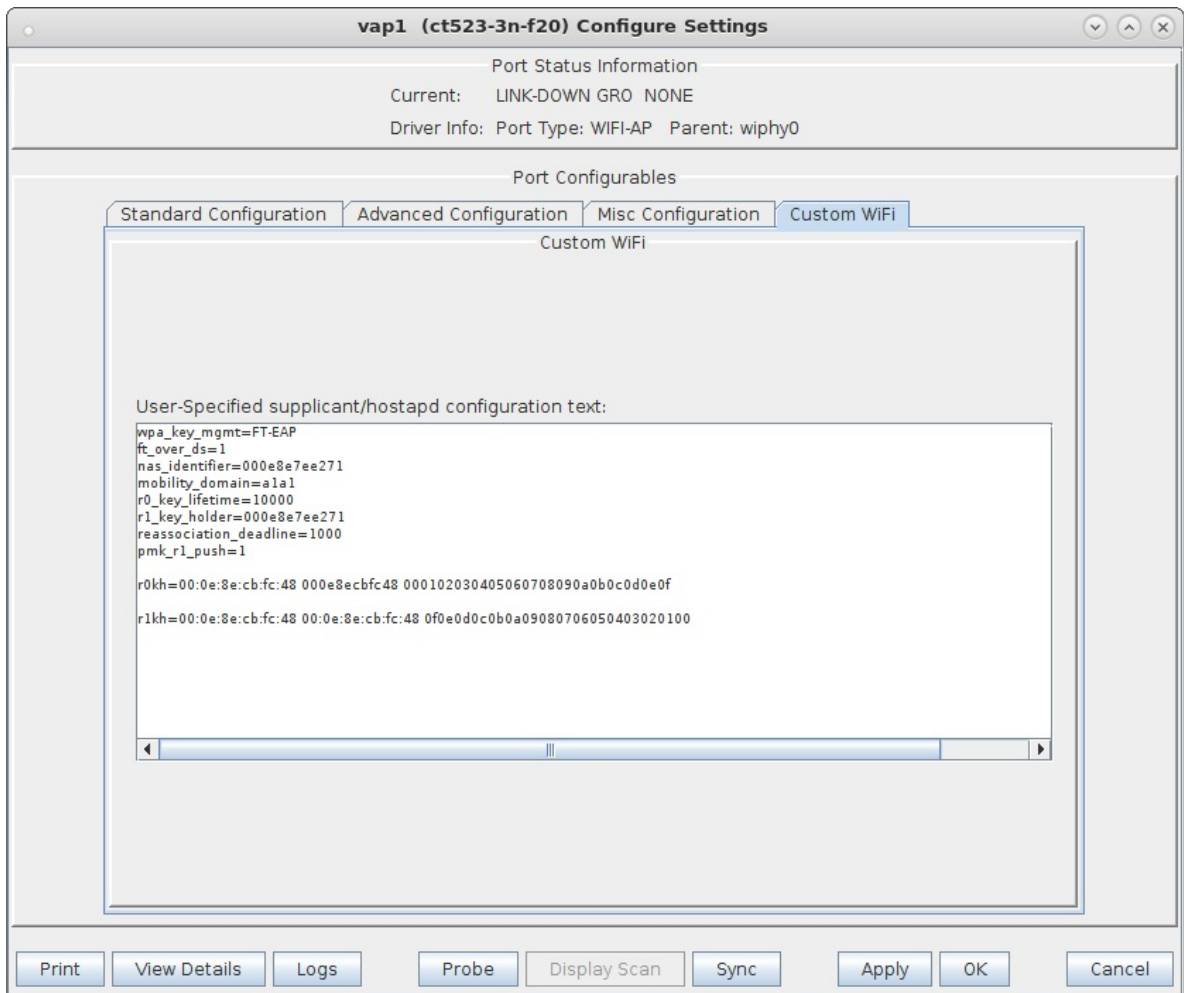 vap1 (ct523-3n-f20) Configure Settings
Port Status Information
Current: LINK-DOWN GRO NONE
Driver Info: Port Type: WIFI-AP Parent: wiphy0
Port Configurables
Standard Configuration Advanced Configuration Misc Configuration Custom WiFi
Custom WiFi
User-Specified supplicant/hostapd configuration text:
wpa_key_mgmt=FT-EAP
ft_over_ds=1
nas_identifier=000e8e7ee271
mobility_domain=a1a1
r0_key_lifetime=10000
r1_key_holder=000e8e7ee271
reassociation_deadline=1000
pmk_r1_push=1
r0kh=00:0e:8e:cb:fc:48 000e8ecbfc48 000102030405060708090a0b0c0d0e0f
r1kh=00:0e:8e:cb:fc:48 00:0e:8e:cb:fc:48 0f0e0d0c0b0a09080706050403020100
Print View Details Logs Probe Display Scan Sync Apply OK Cancel